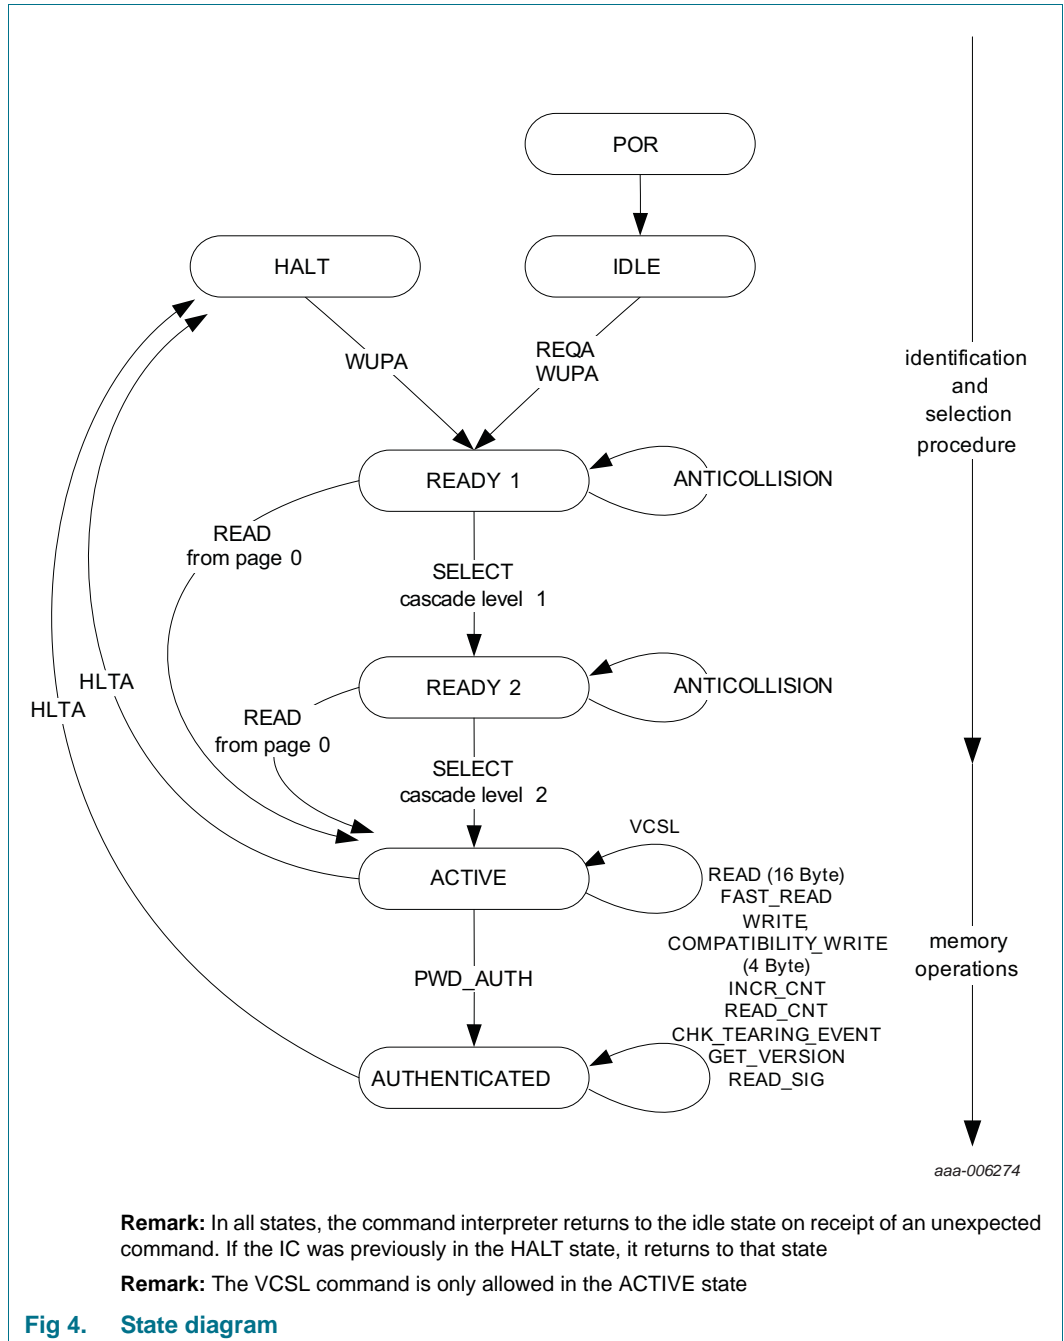 POR
HALT
IDLE
WUPA
REQA
WUPA
identification
and
selection
procedure
READY 1
ANTICOLLISION
READ
from page 0
SELECT
cascade level 1
READY 2
ANTICOLLISION
HLTA
HLTA
READ
from page 0
SELECT
cascade level 2
VCSL
ACTIVE
READ (16 Byte)
FAST_READ
WRITE,
COMPATIBILITY_WRITE
(4 Byte)
INCR_CNT
READ_CNT
CHK_TEARING_EVENT
GET_VERSION
READ_SIG
memory
operations
PWD_AUTH
AUTHENTICATED
aaa-006274
Remark: In all states, the command interpreter returns to the idle state on receipt of an unexpected
command. If the IC was previously in the HALT state, it returns to that state
Remark: The VCSL command is only allowed in the ACTIVE state
Fig 4. State diagram